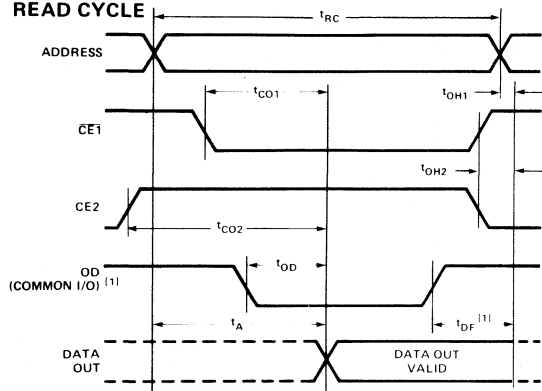 READ CYCLE
tRC
ADDRESS
tCO1
tOH1
CE1
tOH2
CE2
tCO2
OD
(COMMON I/O) [1]
tOD
tA
tDF [1]
DATA
OUT
DATA OUT
VALID